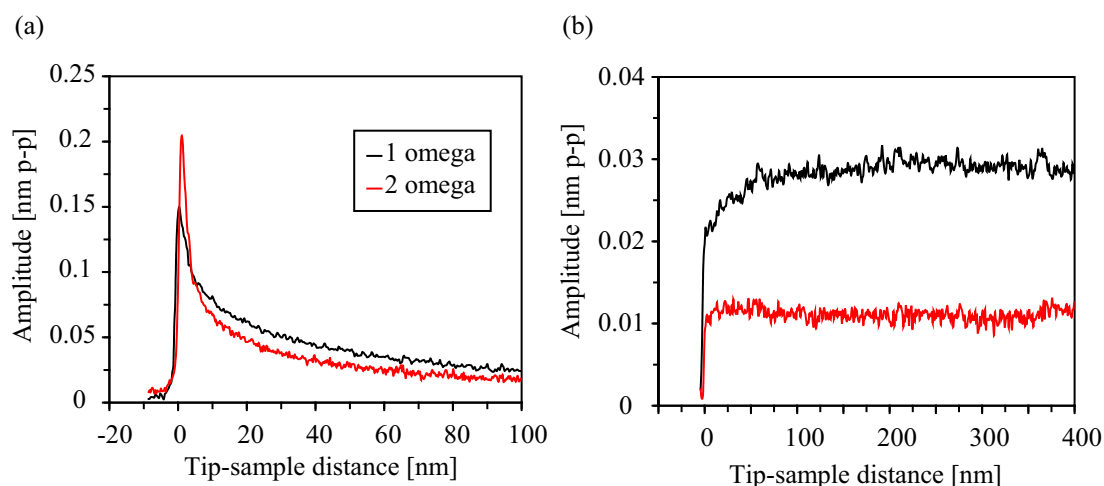 (a)
(b)
Amplitude [nm p-p]
0.25
0.2
0.15
0.1
0.05
0
-20
0
20
40
60
80
100
Tip-sample distance [nm]
1 omega
2 omega
Amplitude [nm p-p]
0.04
0.03
0.02
0.01
0
0
100
200
300
400
Tip-sample distance [nm]